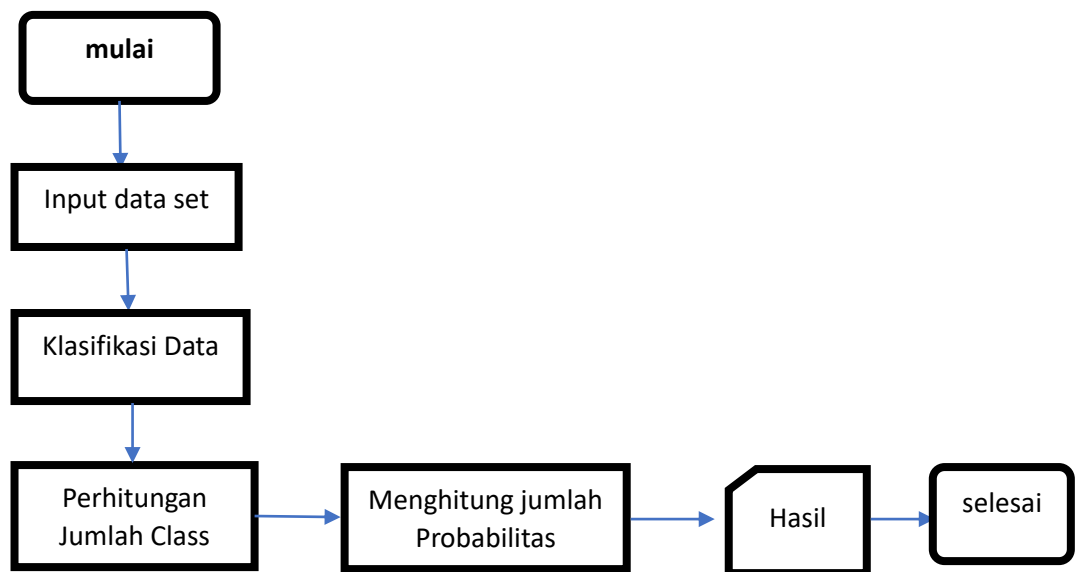 mulai
Input data set
Klasifikasi Data
Perhitungan
Jumlah Class
Menghitung jumlah
Probabilitas
Hasil
selesai